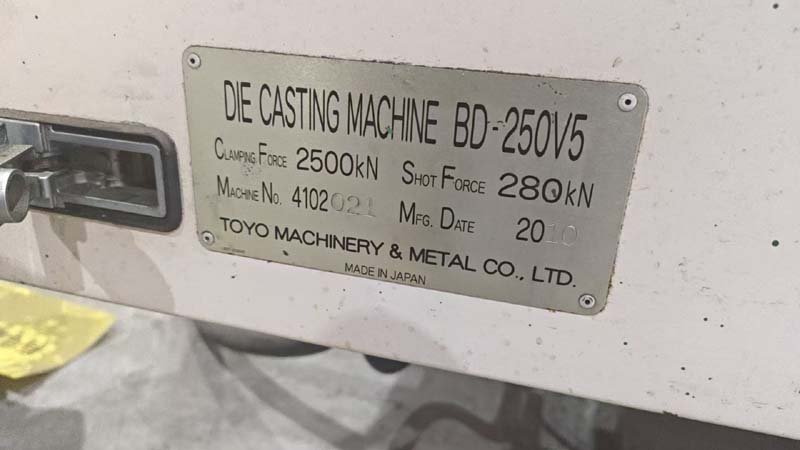 DIE CASTING MACHINE BD-250V5
CLAMPING FORCE 2500kN SHOT FORCE 280kN
MACHINE No. 4102021 MFG. DATE 2010
TOYO MACHINERY & METAL CO., LTD.
MADE IN JAPAN